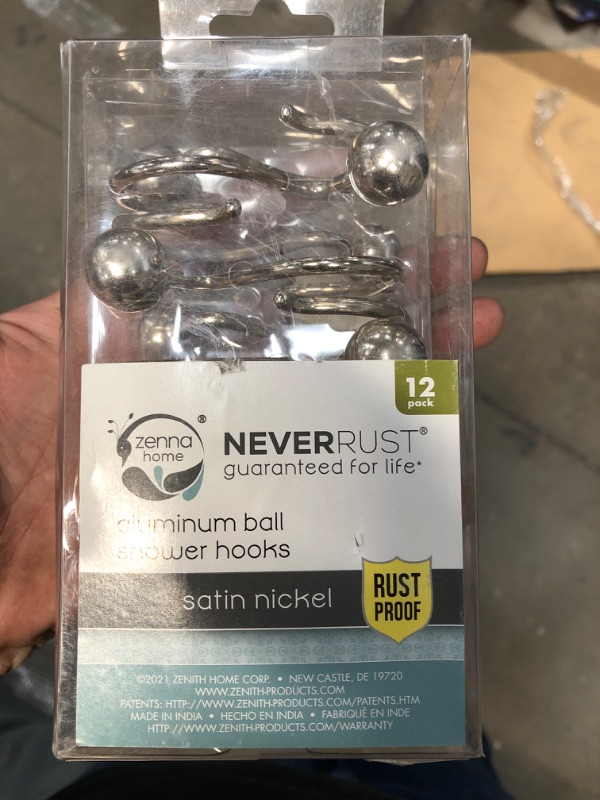 12
pack
zenna®
home
NEVERRUST®
guaranteed for life*
aluminum ball
shower hooks
satin nickel
RUST
PROOF
©2021 ZENITH HOME CORP. • NEW CASTLE, DE 19720
WWW.ZENITH-PRODUCTS.COM
PATENTS: HTTP://WWW.ZENITH-PRODUCTS.COM/PATENTS.HTM
MADE IN INDIA • HECHO EN INDIA • FABRIQUÉ EN INDE
HTTP://WWW.ZENITH-PRODUCTS.COM/WARRANTY